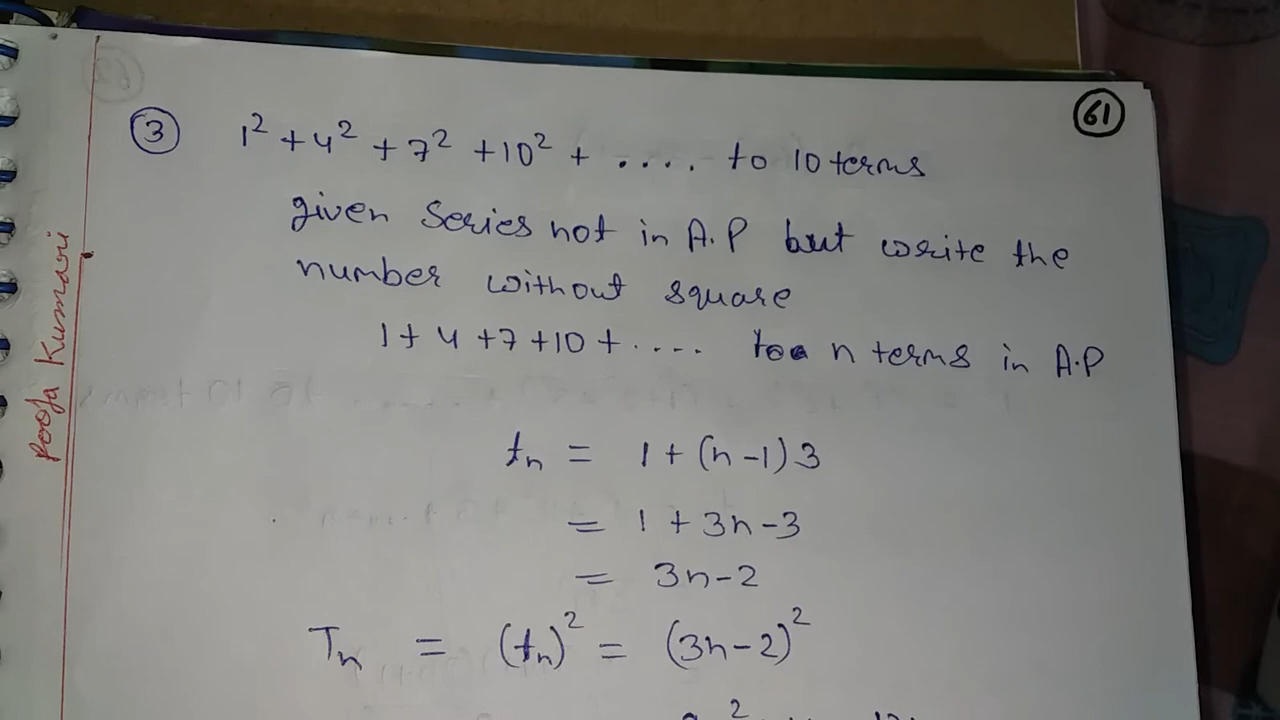 61
③ 1² + 4² + 7² + 10² + .... to 10 terms
given Series not in A.P but write the
number without square
1 + 4 + 7 + 10 + .... to n terms in A.P
tn = 1 + (n-1)3
= 1 + 3n - 3
= 3n - 2
Tn = (tn)² = (3n-2)²
Pooja Kumari